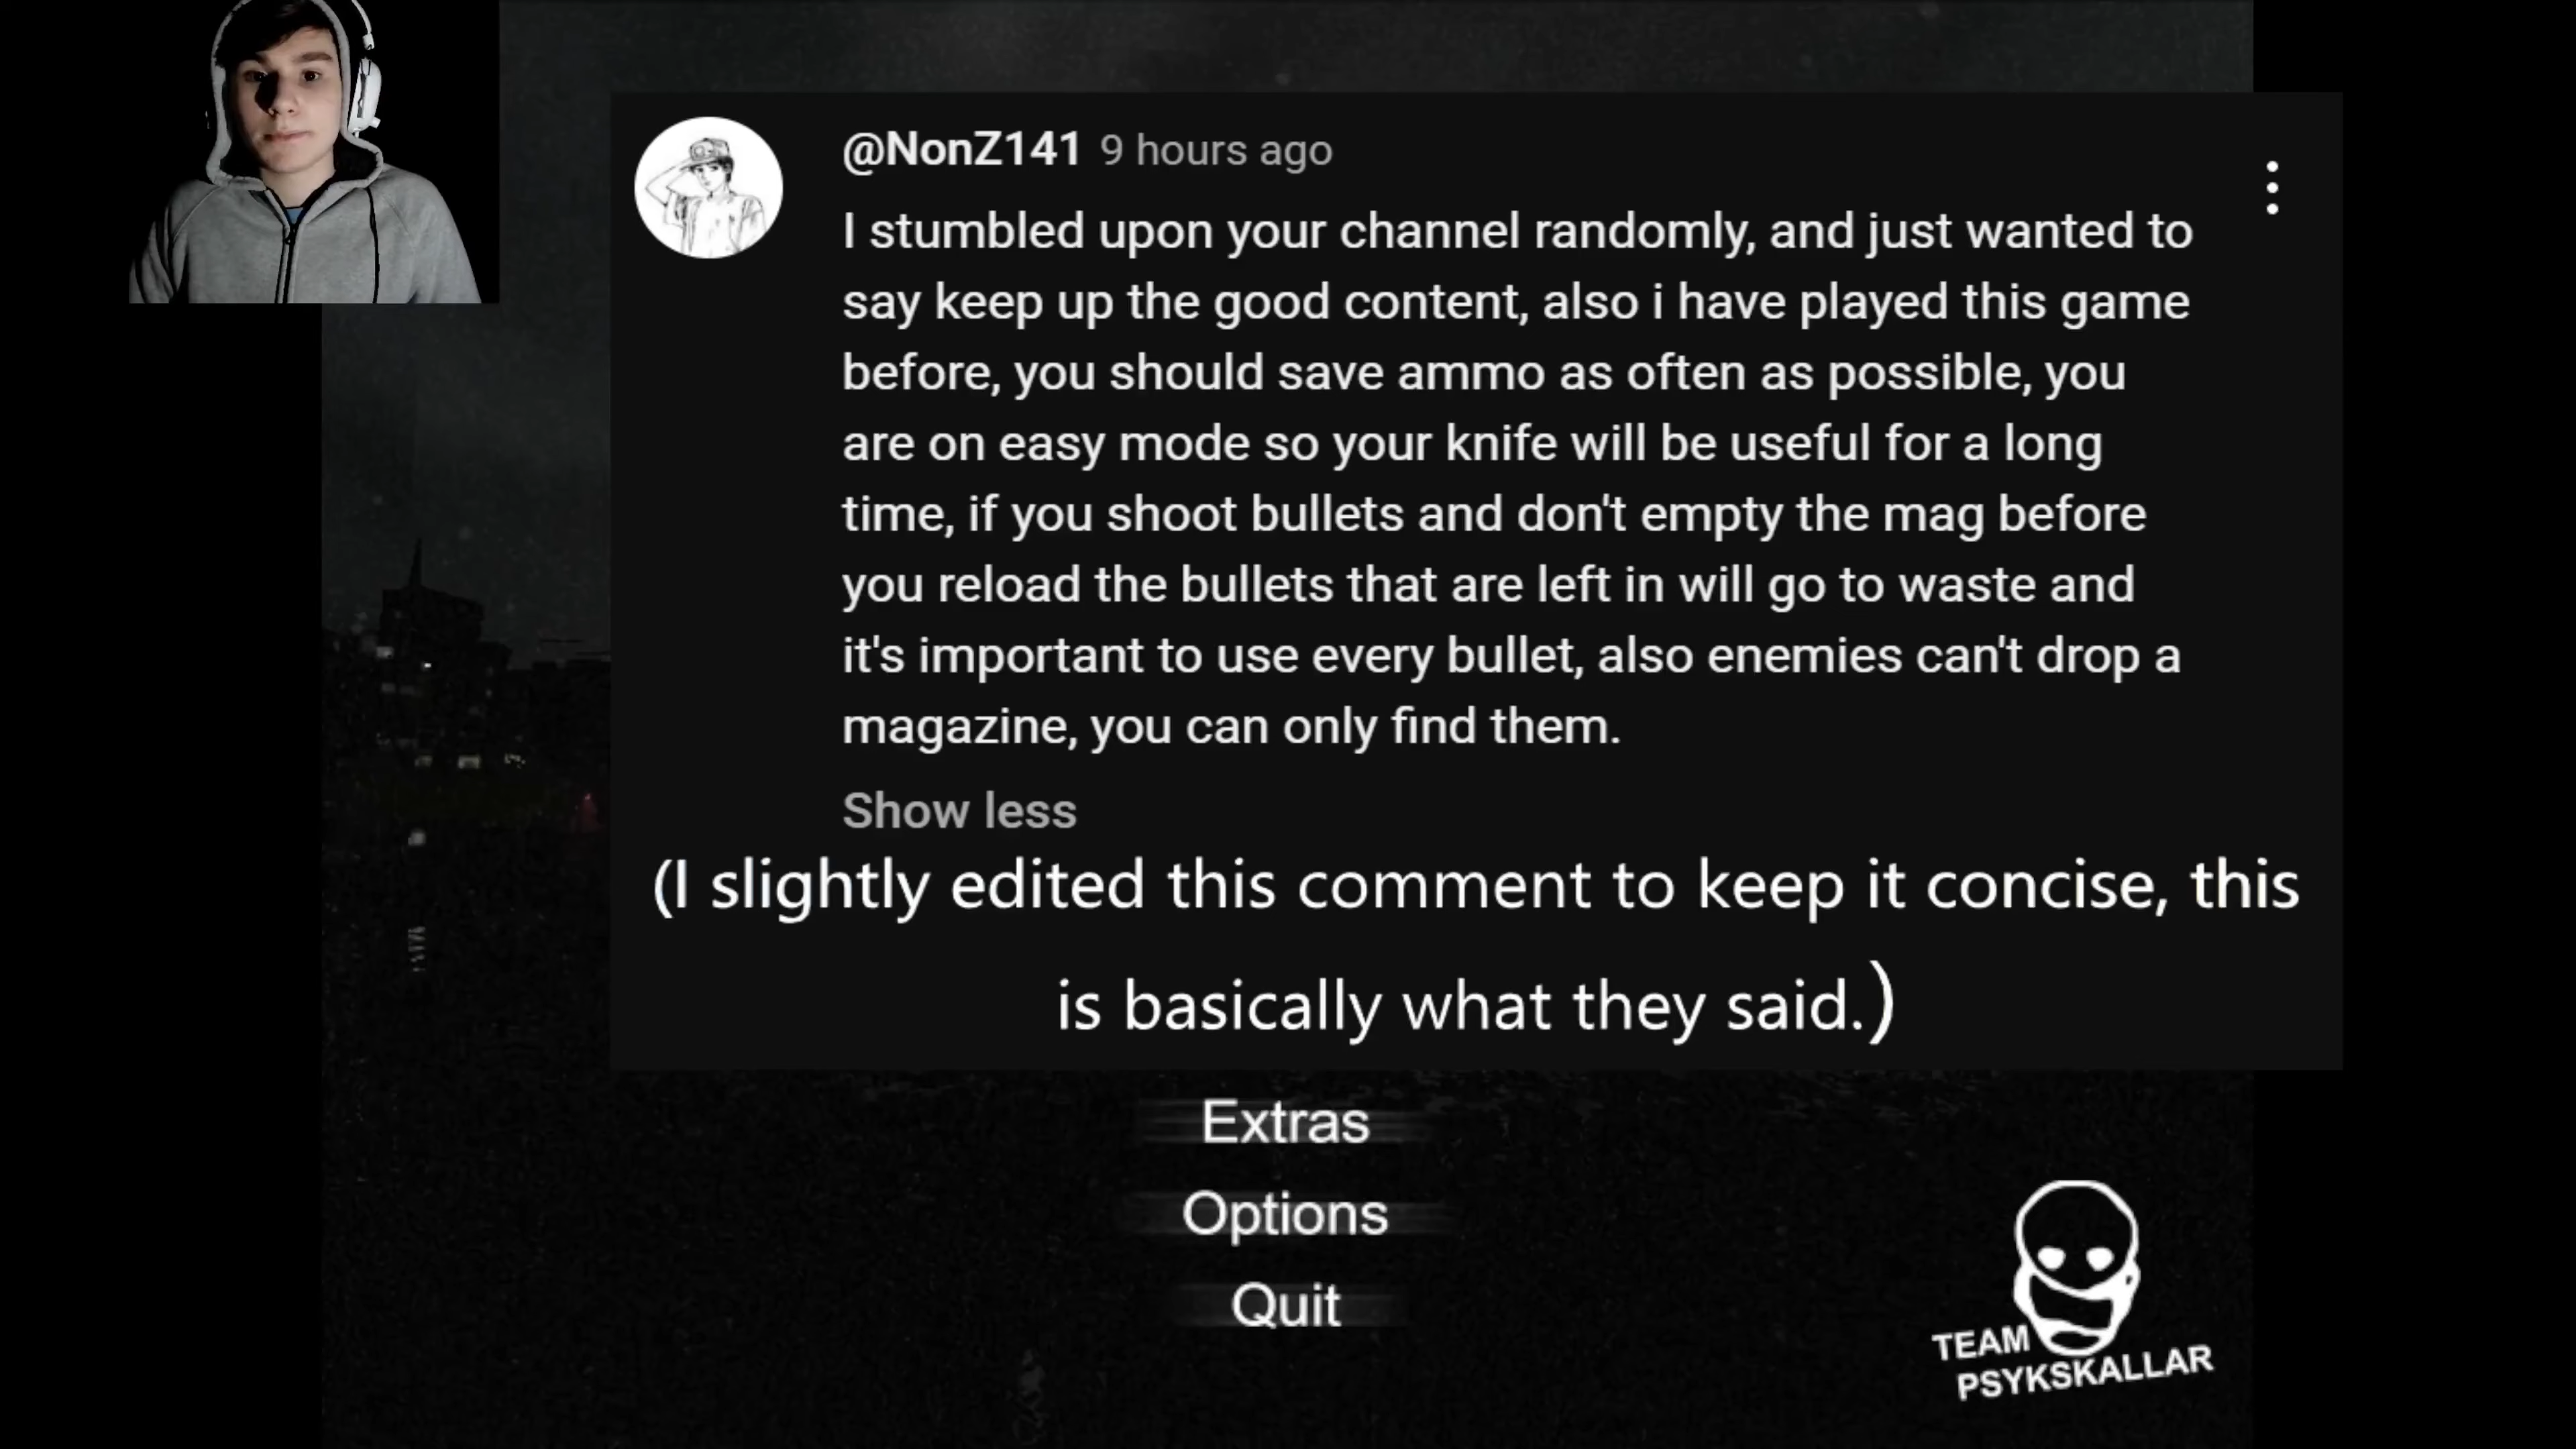 @NonZ141 9 hours ago
I stumbled upon your channel randomly, and just wanted to
say keep up the good content, also i have played this game
before, you should save ammo as often as possible, you
are on easy mode so your knife will be useful for a long
time, if you shoot bullets and don't empty the mag before
you reload the bullets that are left in will go to waste and
it's important to use every bullet, also enemies can't drop a
magazine, you can only find them.
Show less
(I slightly edited this comment to keep it concise, this
is basically what they said.)
Extras
Options
Quit
TEAM
PSYKSKALLAR